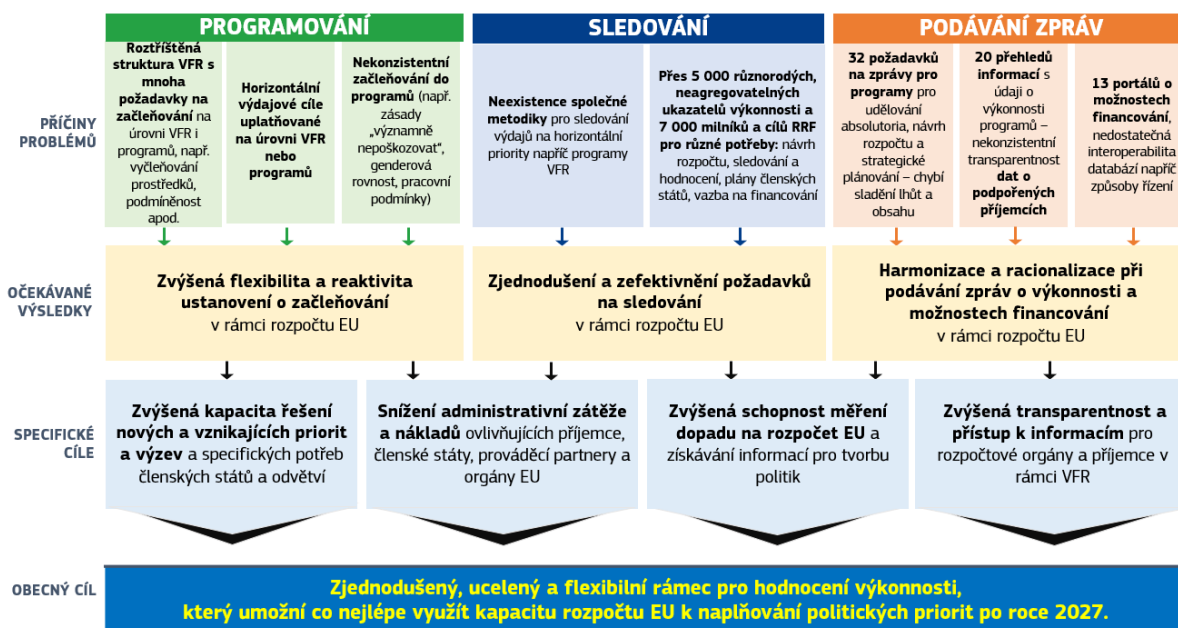 PROGRAMOVÁNÍ
SLEDOVÁNÍ
PODÁVÁNÍ ZPRÁV
PŘÍČINY
PROBLÉMŮ
Roztříštěná
struktura VFR s
mnoha
požadavky na
začleňování na
úrovni VFR i
programů, např.
vyčleňování
prostředků,
podmíněnost
apod.
Horizontální
výdajové cíle
uplatňované
na úrovni VFR
nebo
programů
Nekonzistentní
začleňování do
programů (např.
zásady
„významně
nepoškozovat“,
genderová
rovnost, pracovní
podmínky)
Neexistence společné
metodiky pro sledování
výdajů na horizontální
priority napříč programy
VFR
Přes 5 000 různorodých,
neagregovatelných
ukazatelů výkonnosti a
7 000 milníků a cílů RRF
pro různé potřeby: návrh
rozpočtu, sledování a
hodnocení, plány členských
států, vazba na financování
32 požadavků
na zprávy pro
programy pro
udělování
absolutoria, návrh
rozpočtu a
strategické
plánování – chybí
sladění lhůt a
obsahu
20 přehledů
informací s
údaji o
výkonnosti
programů –
nekonzistentní
transparentnost
dat o
podpořených
příjemcích
13 portálů o
možnostech
financování,
nedostatečná
interoperabilita
databází napříč
způsoby řízení
OČEKÁVANÉ
VÝSLEDKY
Zvýšená flexibilita a reaktivita
ustanovení o začleňování
v rámci rozpočtu EU
Zjednodušení a zefektivnění požadavků
na sledování
v rámci rozpočtu EU
Harmonizace a racionalizace při
podávání zpráv o výkonnosti a
možnostech financování
v rámci rozpočtu EU
SPECIFICKÉ
CÍLE
Zvýšená kapacita řešení
nových a vznikajících priorit
a výzev a specifických potřeb
členských států a odvětví
Snížení administrativní zátěže
a nákladů ovlivňujících příjemce,
členské státy, prováděcí partnery a
orgány EU
Zvýšená schopnost měření
dopadu na rozpočet EU a
získávání informací pro tvorbu
politik
Zvýšená transparentnost a
přístup k informacím pro
rozpočtové orgány a příjemce v
rámci VFR
OBECNÝ CÍL
Zjednodušený, ucelený a flexibilní rámec pro hodnocení výkonnosti,
který umožní co nejlépe využít kapacitu rozpočtu EU k naplňování politických priorit po roce 2027.